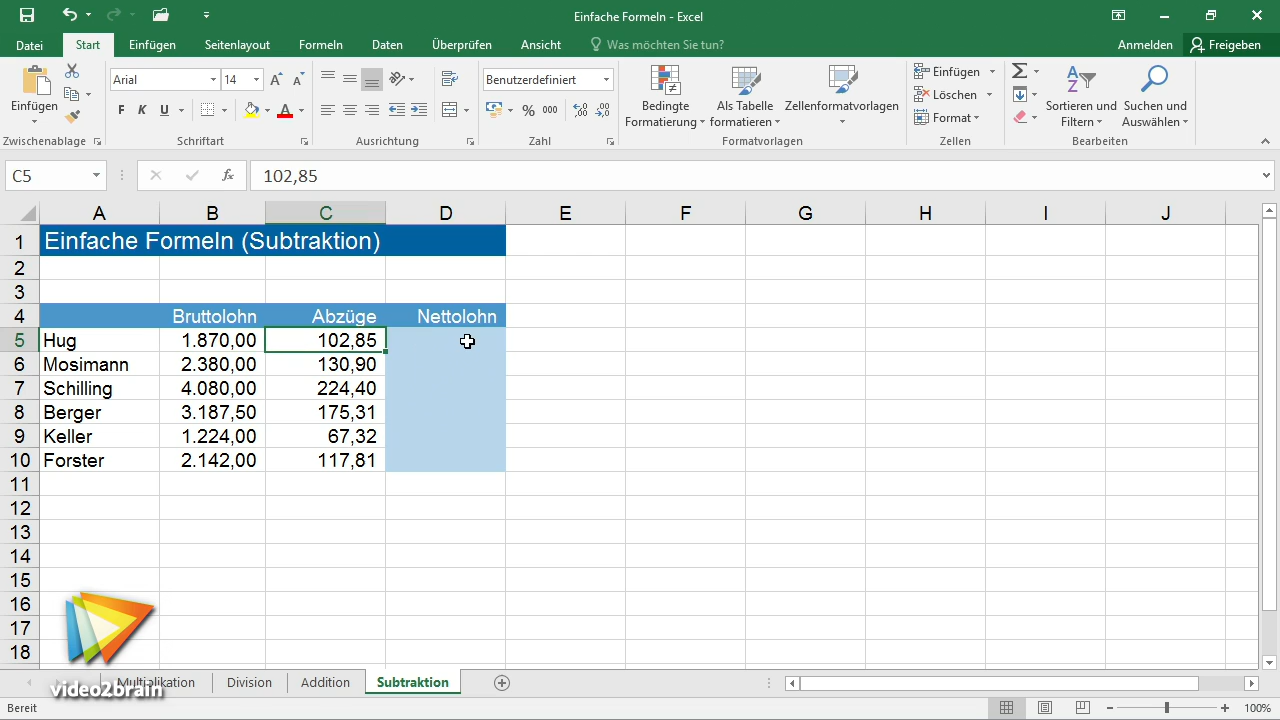 Einfache Formeln - Excel
Datei Start Einfügen Seitenlayout Formeln Daten Überprüfen Ansicht Was möchten Sie tun? Anmelden Freigeben
Einfügen
Arial 14
F K U
Benutzerdefiniert
% 000
Bedingte Formatierung
Als Tabelle formatieren
Zellenformatvorlagen
Einfügen
Löschen
Format
Sortieren und Filtern
Suchen und Auswählen
Zwischenablage Schriftart Ausrichtung Zahl Formatvorlagen Zellen Bearbeiten
C5 fx 102,85
A B C D E F G H I J
1 Einfache Formeln (Subtraktion)
2
3
4 Bruttolohn Abzüge Nettolohn
5 Hug 1.870,00 102,85
6 Mosimann 2.380,00 130,90
7 Schilling 4.080,00 224,40
8 Berger 3.187,50 175,31
9 Keller 1.224,00 67,32
10 Forster 2.142,00 117,81
11
12
13
14
15
16
17
18
Multiplikation Division Addition Subtraktion
video2brain
Bereit 100%